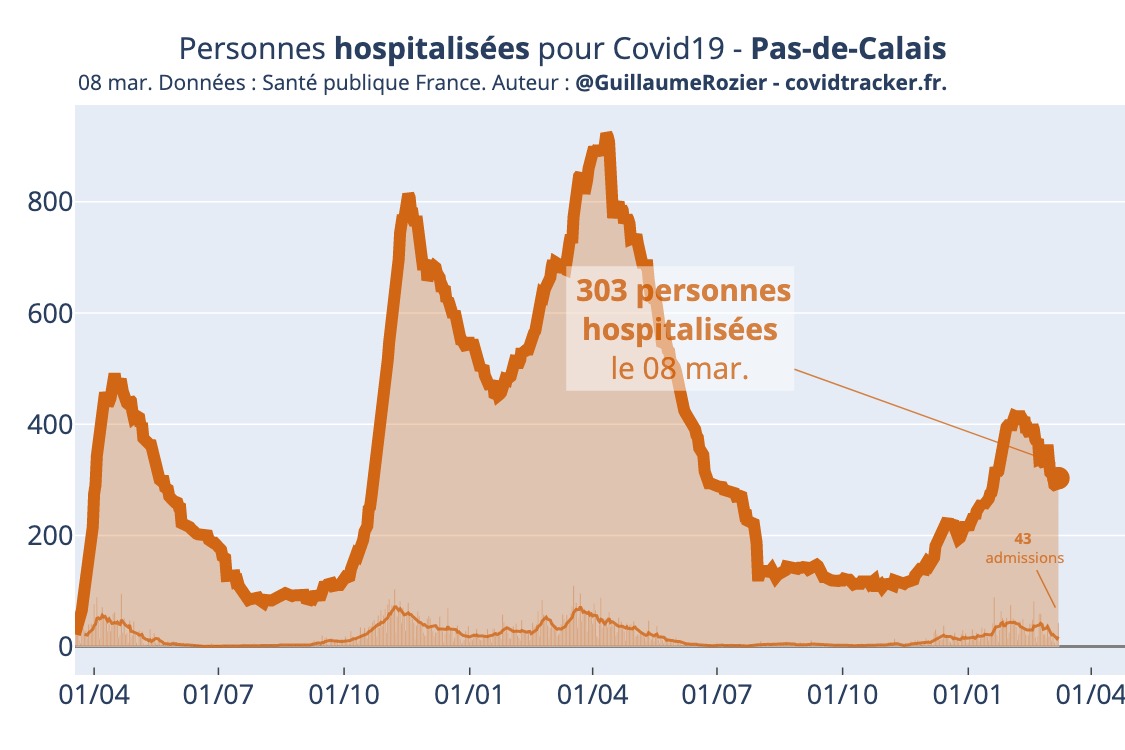 Personnes hospitalisées pour Covid19 - Pas-de-Calais
08 mar. Données : Santé publique France. Auteur : @GuillaumeRozier - covidtracker.fr.
800
600
400
200
0
303 personnes
hospitalisées
le 08 mar.
43
admissions
01/04
01/07
01/10
01/01
01/04
01/07
01/10
01/01
01/04